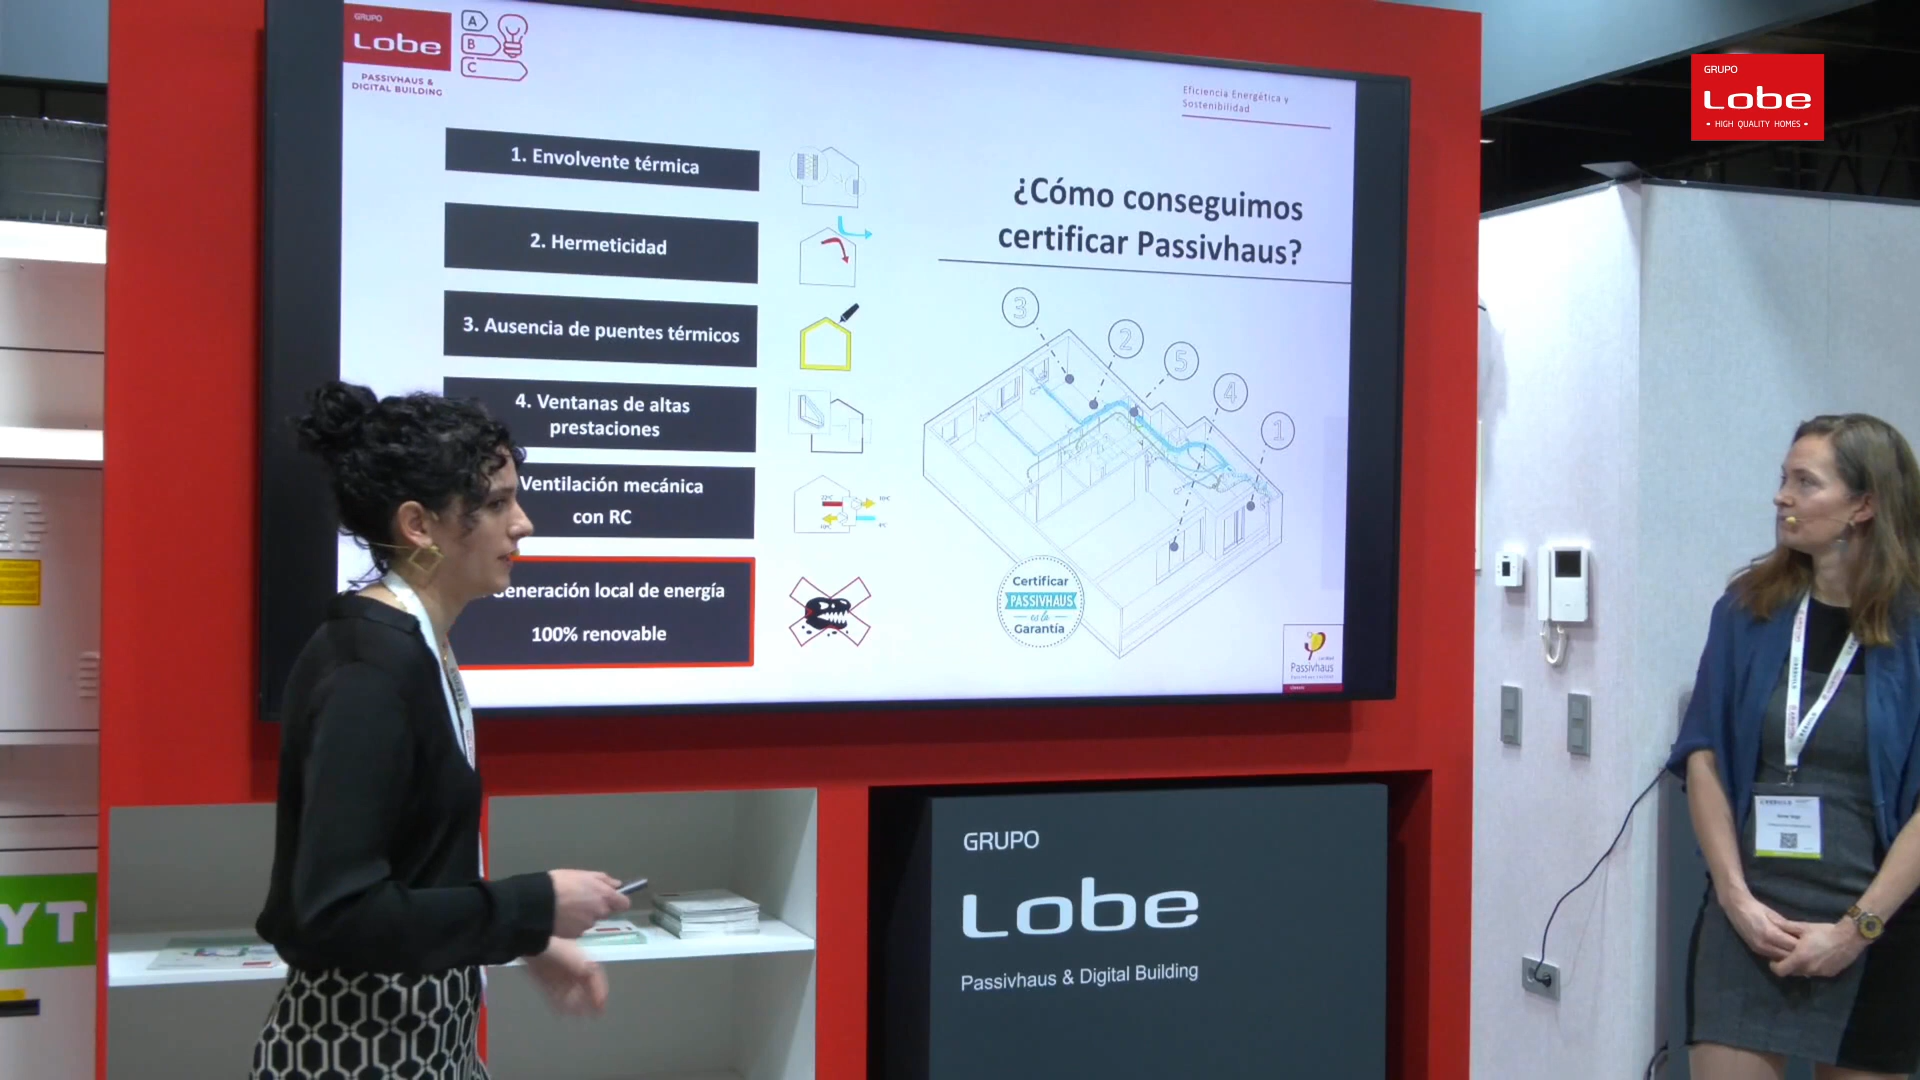 GRUPO
Lobe
PASSIVHAUS &
DIGITAL BUILDING
A
B
C
Eficiencia Energética y
Sostenibilidad
1. Envolvente térmica
2. Hermeticidad
3. Ausencia de puentes térmicos
4. Ventanas de altas
prestaciones
Ventilación mecánica
con RC
Generación local de energía
100% renovable
¿Cómo conseguimos
certificar Passivhaus?
3
2
5
4
1
Certificar
PASSIVHAUS
es la
Garantía
Passivhaus
GRUPO
Lobe
• HIGH QUALITY HOMES •
GRUPO
Lobe
Passivhaus & Digital Building
YT